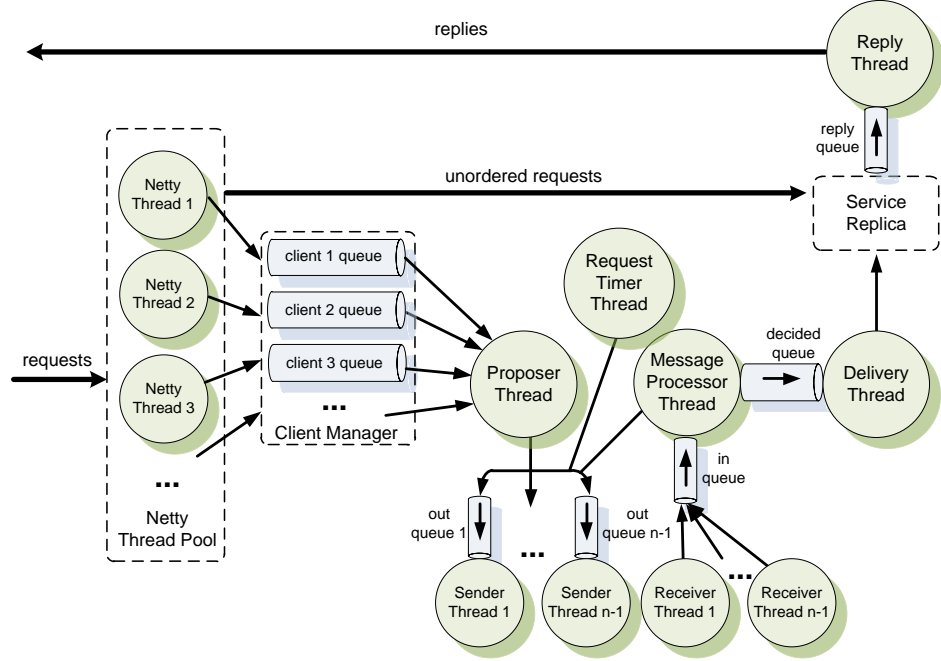 replies
Reply
Thread
reply
queue
unordered requests
Service
Replica
Netty
Thread 1
client 1 queue
Request
Timer
Thread
Netty
Thread 2
client 2 queue
decided
queue
requests
Netty
Thread 3
client 3 queue
...
Client Manager
Proposer
Thread
Message
Processor
Thread
Delivery
Thread
...
Netty
Thread Pool
in
queue
out
queue 1
...
out
queue n-1
...
Sender
Thread 1
Sender
Thread n-1
Receiver
Thread 1
Receiver
Thread n-1